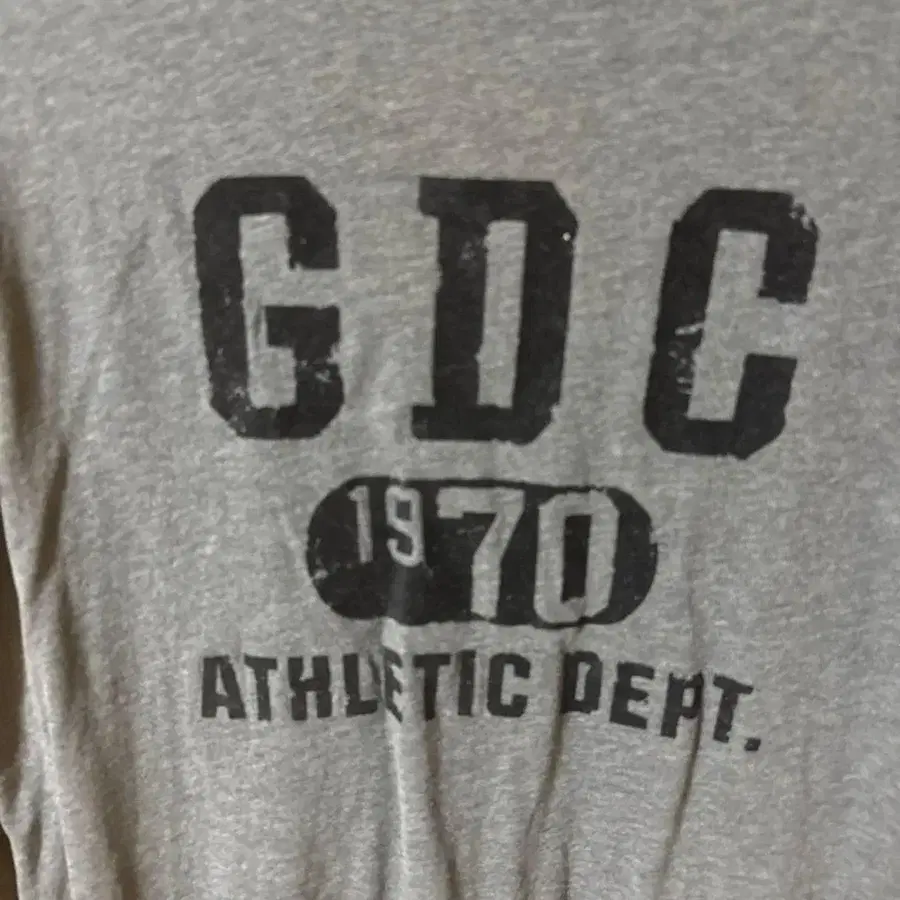 GDC
1970
ATHLETIC DEPT.